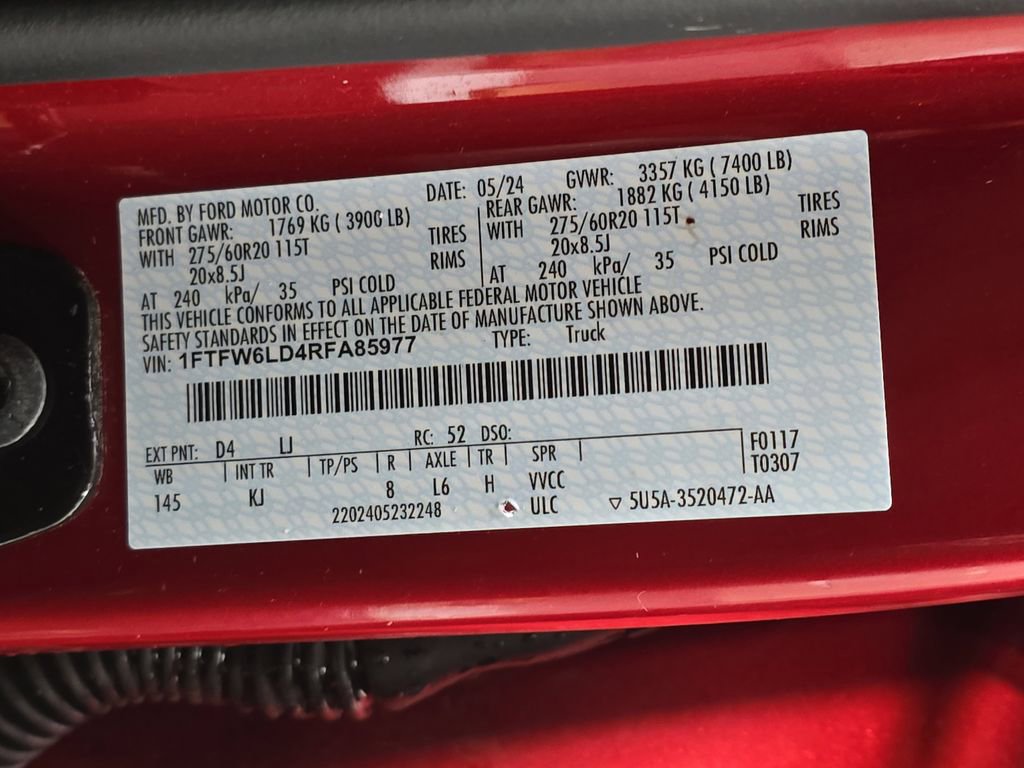 MFD. BY FORD MOTOR CO. DATE: 05/24 GVWR: 3357 KG ( 7400 LB)
FRONT GAWR: 1769 KG ( 3900 LB) REAR GAWR: 1882 KG ( 4150 LB)
WITH 275/60R20 115T TIRES WITH 275/60R20 115T TIRES
20x8.5J RIMS 20x8.5J RIMS
AT 240 kPa/ 35 PSI COLD AT 240 kPa/ 35 PSI COLD
THIS VEHICLE CONFORMS TO ALL APPLICABLE FEDERAL MOTOR VEHICLE
SAFETY STANDARDS IN EFFECT ON THE DATE OF MANUFACTURE SHOWN ABOVE.
VIN: 1FTFW6LD4RFA85977 TYPE: Truck
EXT PNT: D4 LJ RC: 52 DSO:
WB INT TR TP/PS R AXLE TR SPR F0117
145 KJ 8 L6 H VVCC T0307
2202405232248 ULC ▽ 5U5A-3520472-AA